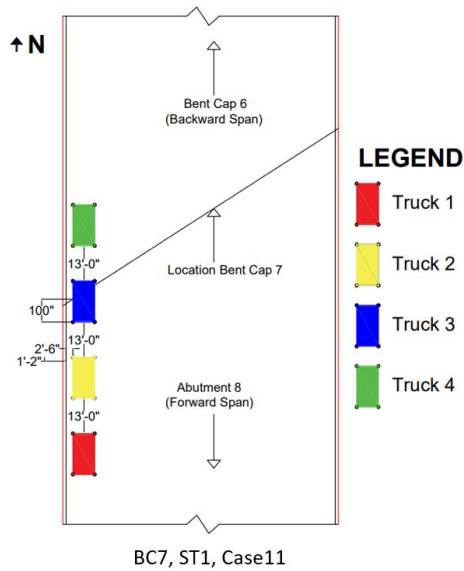 N
Bent Cap 6
(Backward Span)
LEGEND
Truck 1
13'-0"
Location Bent Cap 7
Truck 2
100"
13'-0"
Truck 3
2'-6"
1'-2"
Abutment 8
(Forward Span)
Truck 4
13'-0"
BC7, ST1, Case11